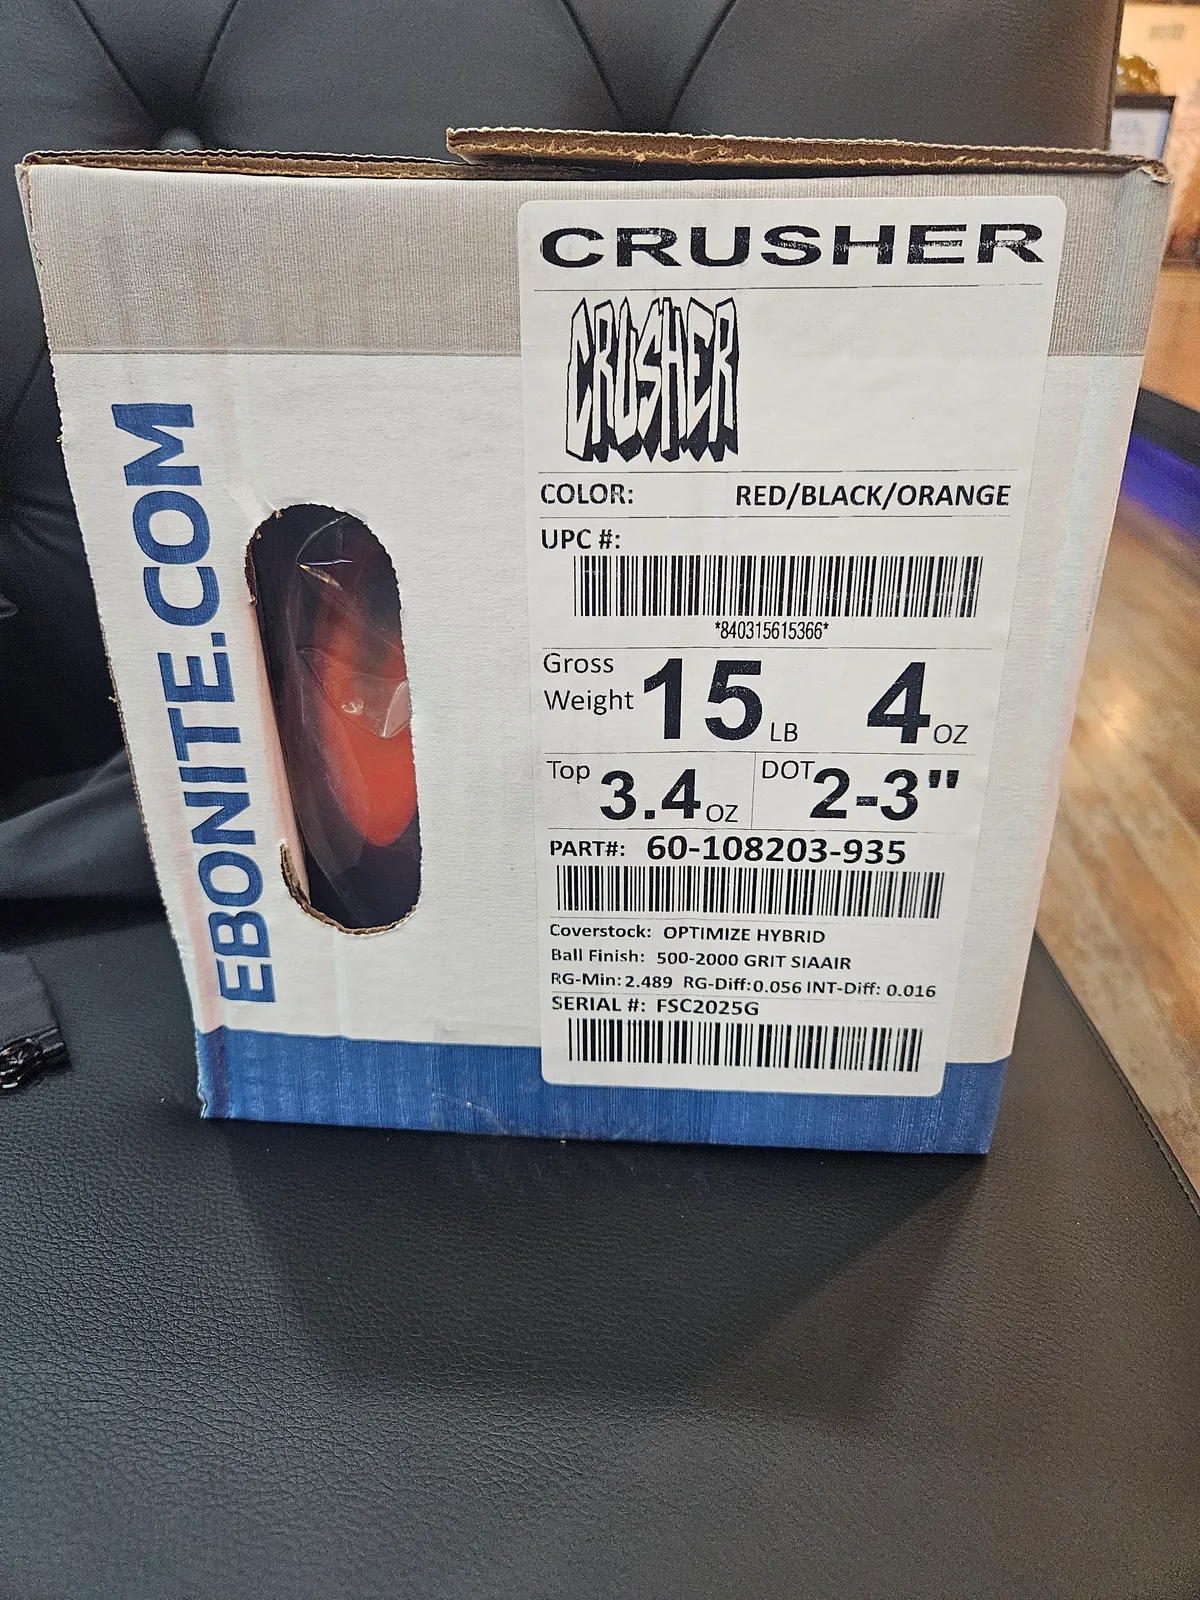 CRUSHER
CRUSHER
COLOR: RED/BLACK/ORANGE
UPC #:
*840315615366*
Gross Weight 15 LB 4 OZ
Top 3.4 OZ DOT 2-3"
PART#: 60-108203-935
Coverstock: OPTIMIZE HYBRID
Ball Finish: 500-2000 GRIT SIAAIR
RG-Min: 2.489 RG-Diff: 0.056 INT-Diff: 0.016
SERIAL #: FSC2025G
EBONITE.COM